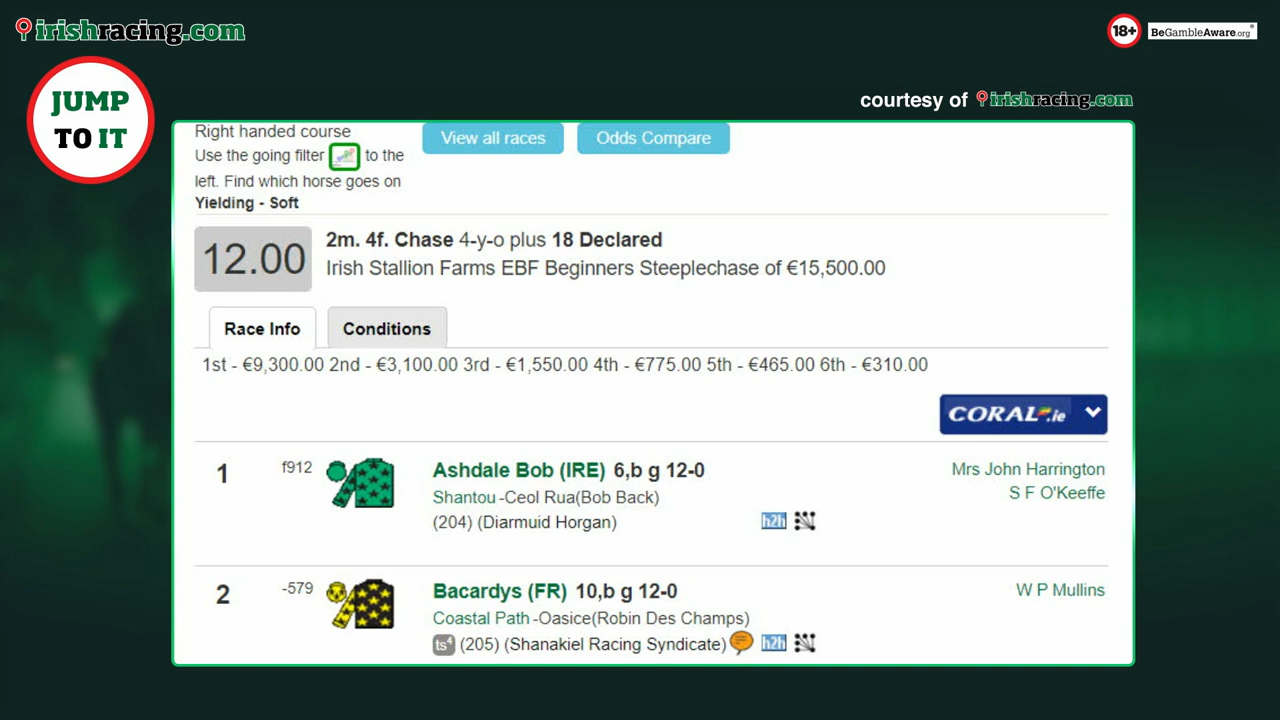 irishracing.com
18+
BeGambleAware.org®
JUMP
TO IT
courtesy of irishracing.com
Right handed course
Use the going filter to the
left. Find which horse goes on
Yielding - Soft
View all races
Odds Compare
12.00
2m. 4f. Chase 4-y-o plus 18 Declared
Irish Stallion Farms EBF Beginners Steeplechase of €15,500.00
Race Info
Conditions
1st - €9,300.00 2nd - €3,100.00 3rd - €1,550.00 4th - €775.00 5th - €465.00 6th - €310.00
CORAL.ie
1
f912
Ashdale Bob (IRE) 6,b g 12-0
Shantou -Ceol Rua(Bob Back)
(204) (Diarmuid Horgan)
h2h
Mrs John Harrington
S F O'Keeffe
2
-579
Bacardys (FR) 10,b g 12-0
Coastal Path -Oasice(Robin Des Champs)
ts4 (205) (Shanakiel Racing Syndicate)
h2h
W P Mullins